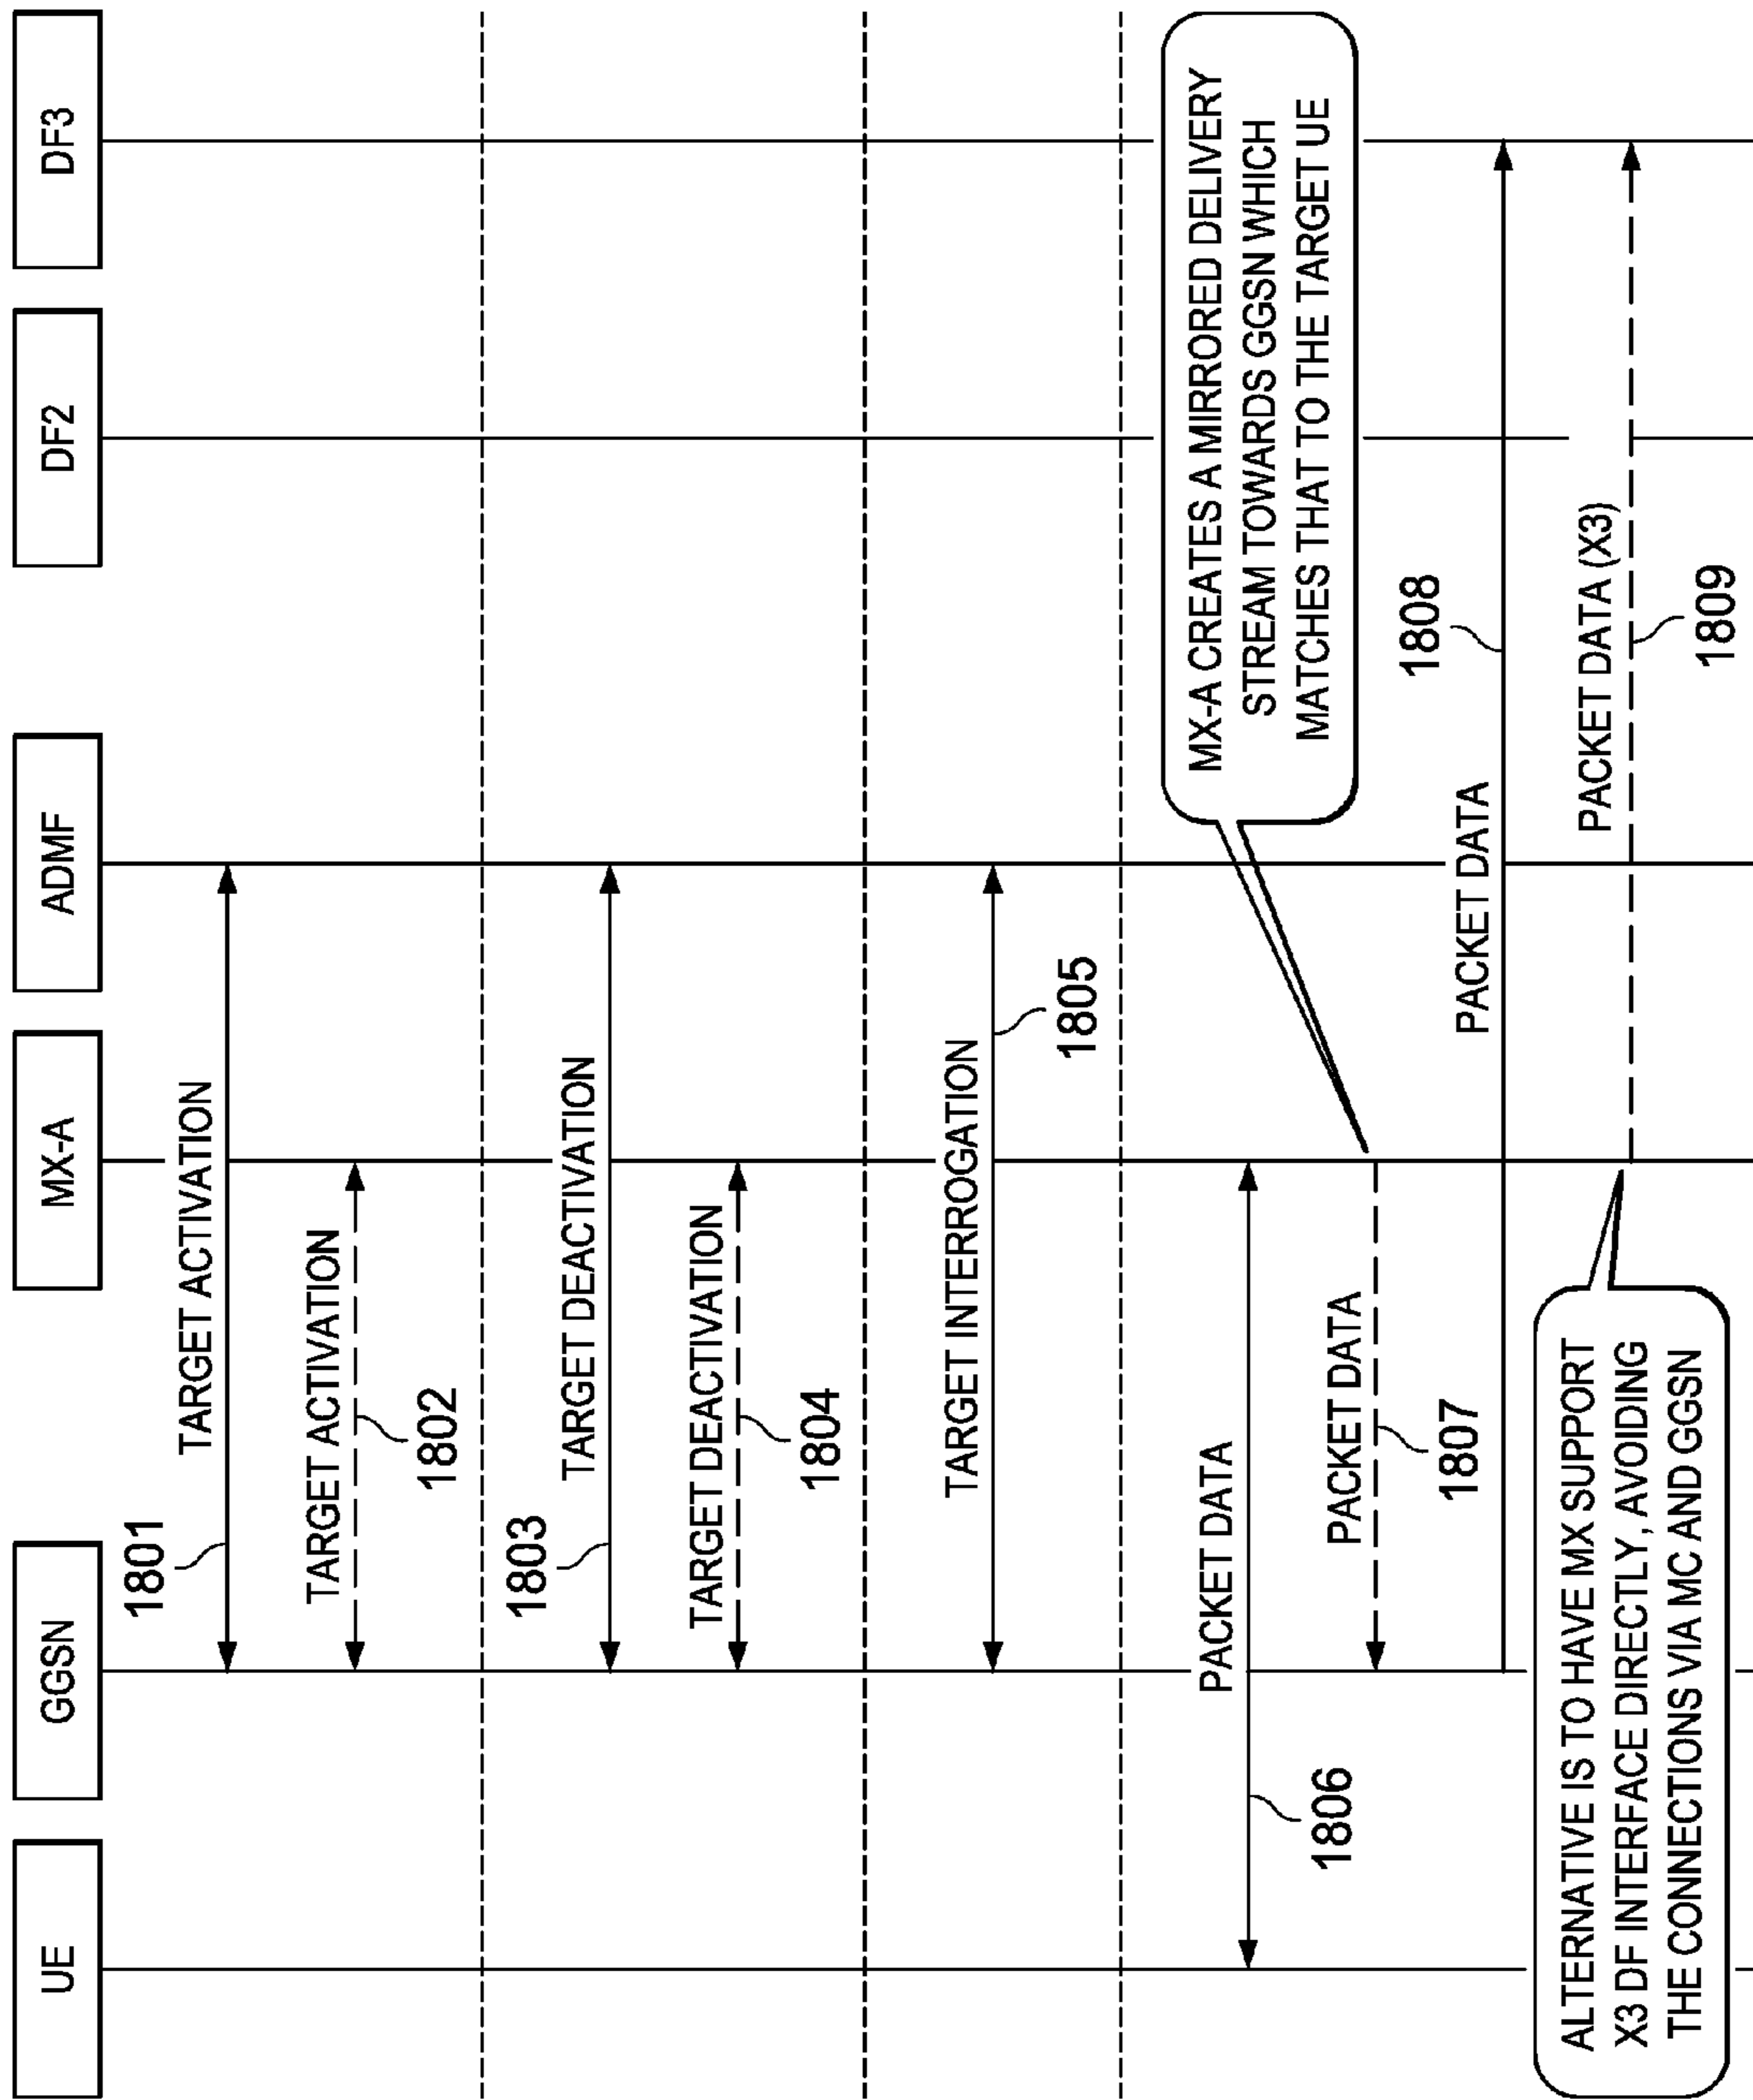 UE
GGSN
MX-A
ADMF
DF2
DF3
1801
TARGET ACTIVATION
TARGET ACTIVATION
1802
1803
TARGET DEACTIVATION
TARGET DEACTIVATION
1804
TARGET INTERROGATION
1805
PACKET DATA
1806
MX-A CREATES A MIRRORED DELIVERY
STREAM TOWARDS GGSN WHICH
MATCHES THAT TO THE TARGET UE
PACKET DATA
1807
PACKET DATA
1808
ALTERNATIVE IS TO HAVE MX SUPPORT
X3 DF INTERFACE DIRECTLY, AVOIDING
THE CONNECTIONS VIA MC AND GGSN
PACKET DATA (X3)
1809